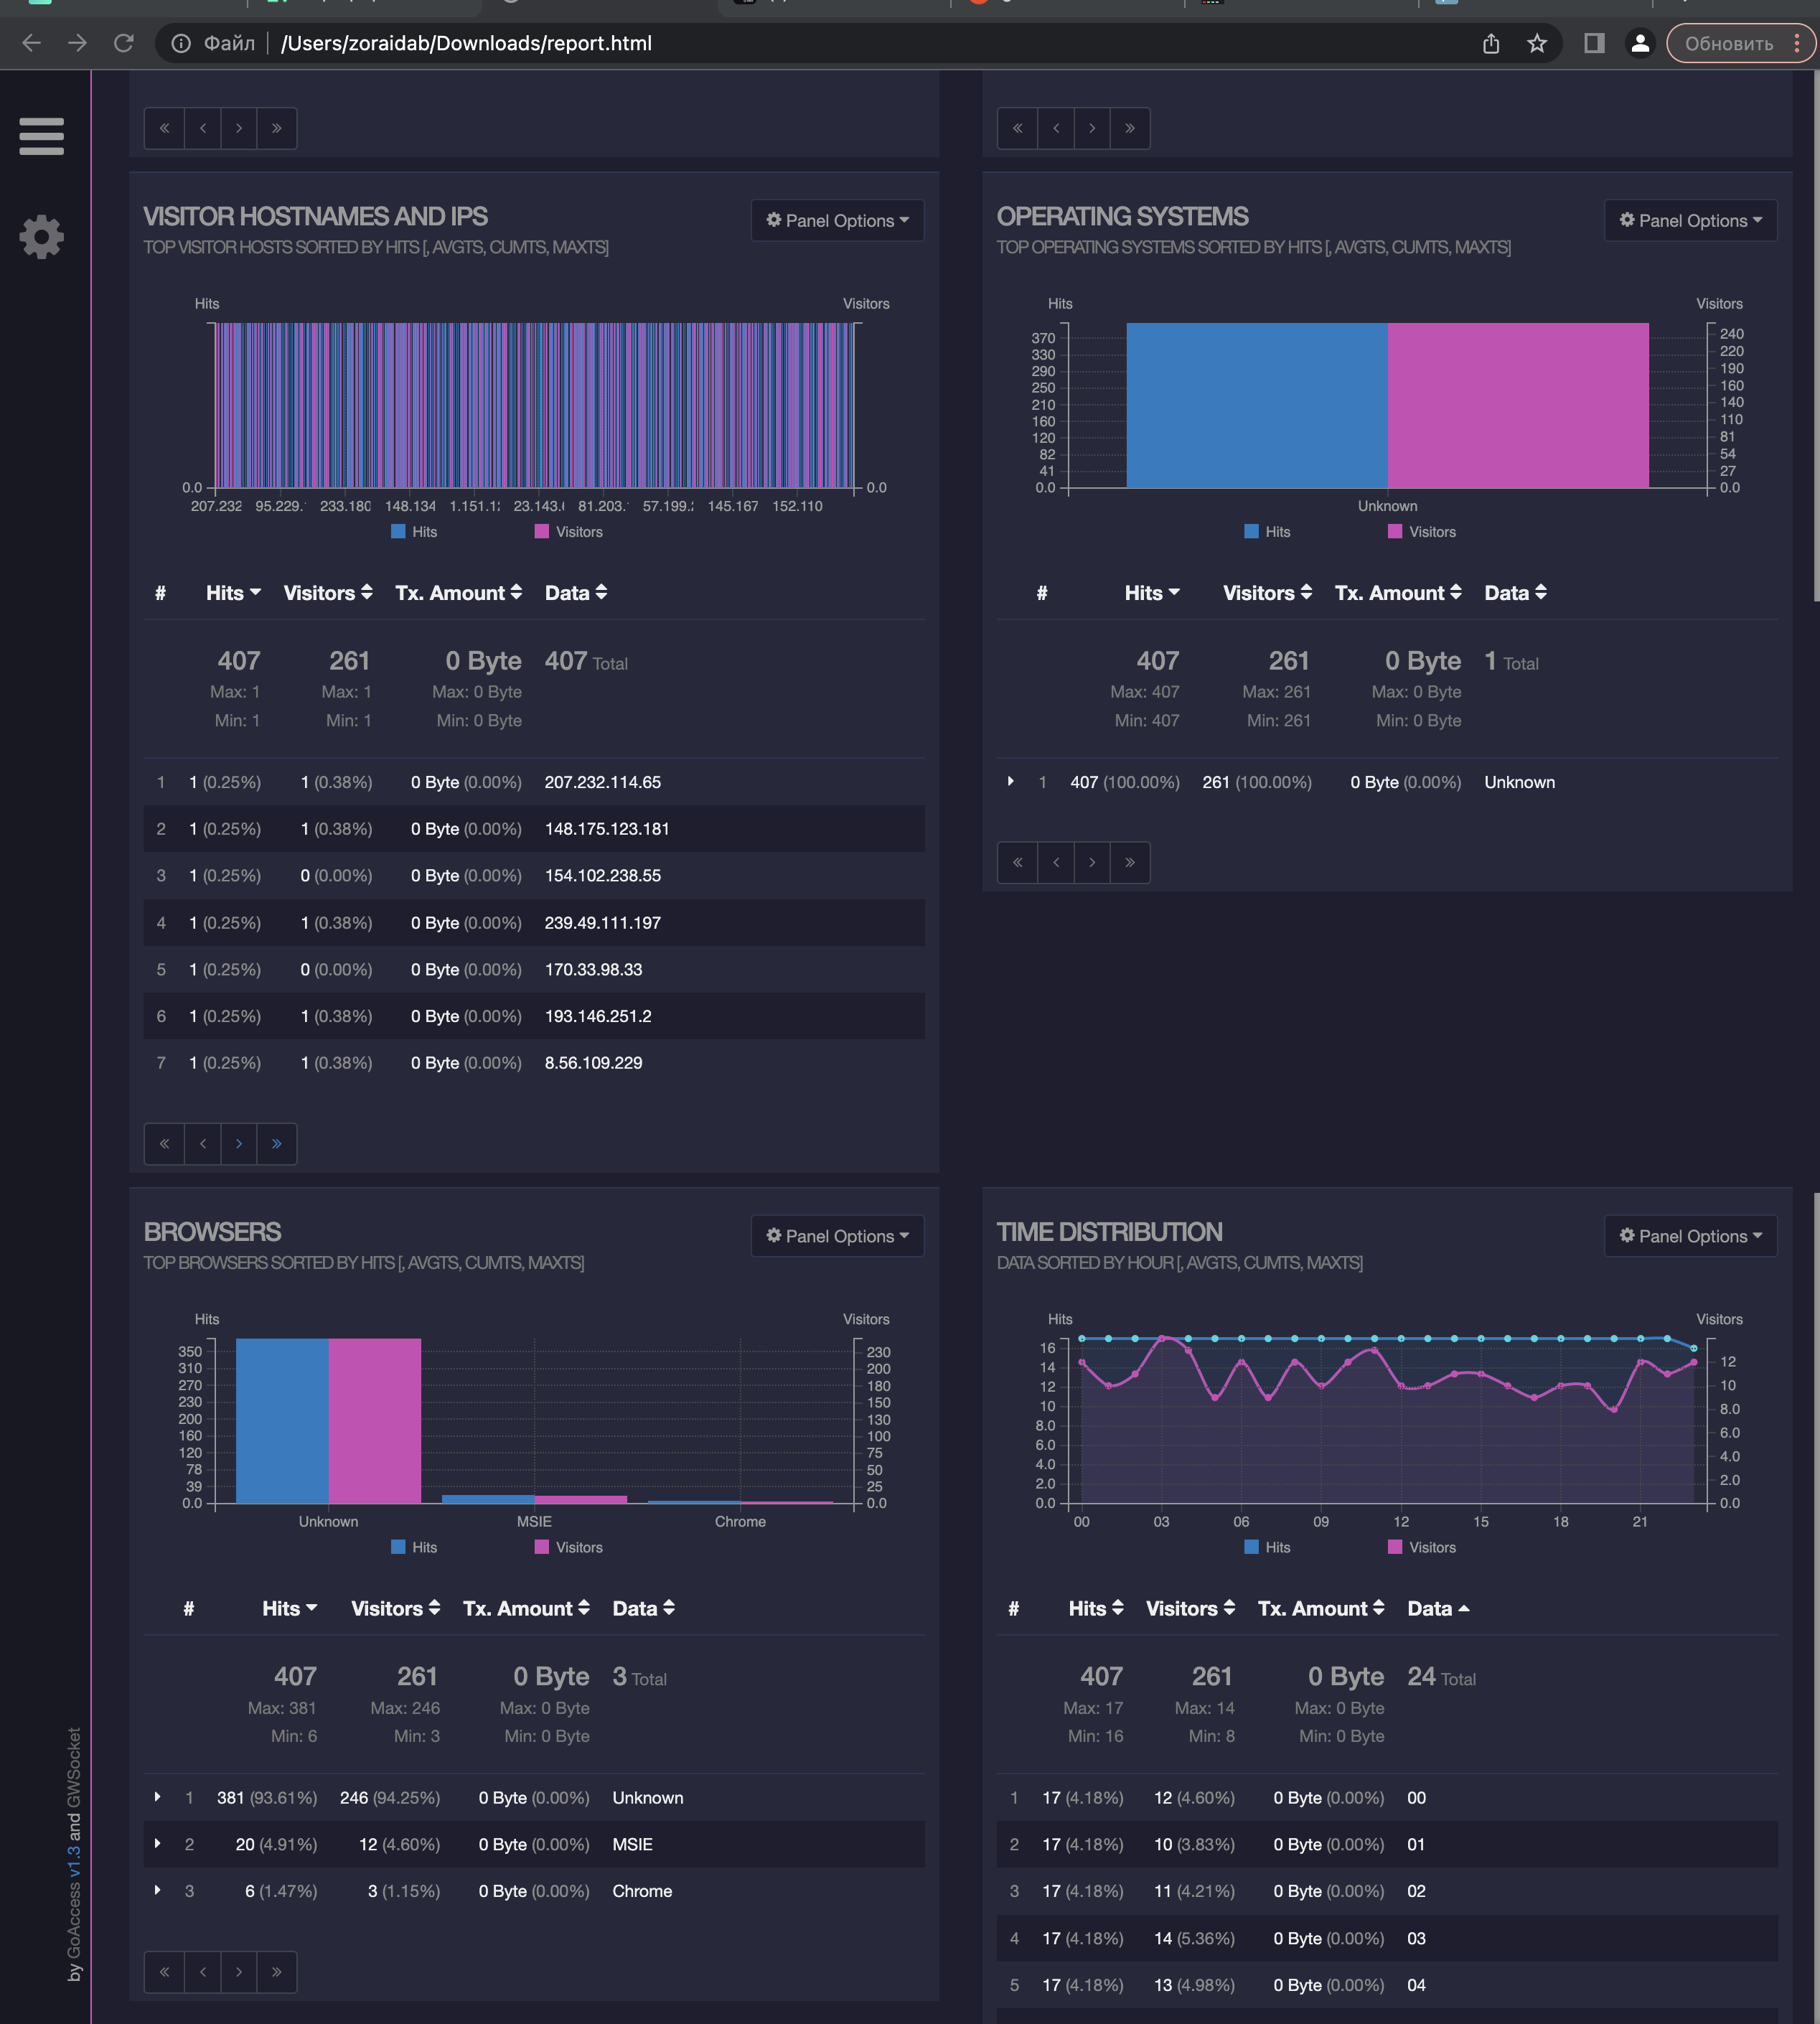 Файл /Users/zoraidab/Downloads/report.html Обновить
« ‹ › »
« ‹ › »
VISITOR HOSTNAMES AND IPS
Panel Options
TOP VISITOR HOSTS SORTED BY HITS [, AVGTS, CUMTS, MAXTS]
Hits Visitors
0.0 0.0
207.232 95.229. 233.180 148.134 1.151.1 23.143. 81.203. 57.199. 145.167 152.110
Hits Visitors
# Hits Visitors Tx. Amount Data
407 261 0 Byte 407 Total
Max: 1 Max: 1 Max: 0 Byte
Min: 1 Min: 1 Min: 0 Byte
1 1 (0.25%) 1 (0.38%) 0 Byte (0.00%) 207.232.114.65
2 1 (0.25%) 1 (0.38%) 0 Byte (0.00%) 148.175.123.181
3 1 (0.25%) 0 (0.00%) 0 Byte (0.00%) 154.102.238.55
4 1 (0.25%) 1 (0.38%) 0 Byte (0.00%) 239.49.111.197
5 1 (0.25%) 0 (0.00%) 0 Byte (0.00%) 170.33.98.33
6 1 (0.25%) 1 (0.38%) 0 Byte (0.00%) 193.146.251.2
7 1 (0.25%) 1 (0.38%) 0 Byte (0.00%) 8.56.109.229
« ‹ › »
OPERATING SYSTEMS
Panel Options
TOP OPERATING SYSTEMS SORTED BY HITS [, AVGTS, CUMTS, MAXTS]
Hits Visitors
370 240
330 220
290 190
250 160
210 140
160 110
120 81
82 54
41 27
0.0 0.0
Unknown
Hits Visitors
# Hits Visitors Tx. Amount Data
407 261 0 Byte 1 Total
Max: 407 Max: 261 Max: 0 Byte
Min: 407 Min: 261 Min: 0 Byte
1 407 (100.00%) 261 (100.00%) 0 Byte (0.00%) Unknown
« ‹ › »
BROWSERS
Panel Options
TOP BROWSERS SORTED BY HITS [, AVGTS, CUMTS, MAXTS]
Hits Visitors
350 230
310 200
270 180
230 150
200 130
160 100
120 75
78 50
39 25
0.0 0.0
Unknown MSIE Chrome
Hits Visitors
# Hits Visitors Tx. Amount Data
407 261 0 Byte 3 Total
Max: 381 Max: 246 Max: 0 Byte
Min: 6 Min: 3 Min: 0 Byte
1 381 (93.61%) 246 (94.25%) 0 Byte (0.00%) Unknown
2 20 (4.91%) 12 (4.60%) 0 Byte (0.00%) MSIE
3 6 (1.47%) 3 (1.15%) 0 Byte (0.00%) Chrome
« ‹ › »
TIME DISTRIBUTION
Panel Options
DATA SORTED BY HOUR [, AVGTS, CUMTS, MAXTS]
Hits Visitors
16
14 12
12 10
10 8.0
8.0 6.0
6.0 4.0
4.0 2.0
2.0
0.0 0.0
00 03 06 09 12 15 18 21
Hits Visitors
# Hits Visitors Tx. Amount Data
407 261 0 Byte 24 Total
Max: 17 Max: 14 Max: 0 Byte
Min: 16 Min: 8 Min: 0 Byte
1 17 (4.18%) 12 (4.60%) 0 Byte (0.00%) 00
2 17 (4.18%) 10 (3.83%) 0 Byte (0.00%) 01
3 17 (4.18%) 11 (4.21%) 0 Byte (0.00%) 02
4 17 (4.18%) 14 (5.36%) 0 Byte (0.00%) 03
5 17 (4.18%) 13 (4.98%) 0 Byte (0.00%) 04
by GoAccess v1.3 and GWSocket